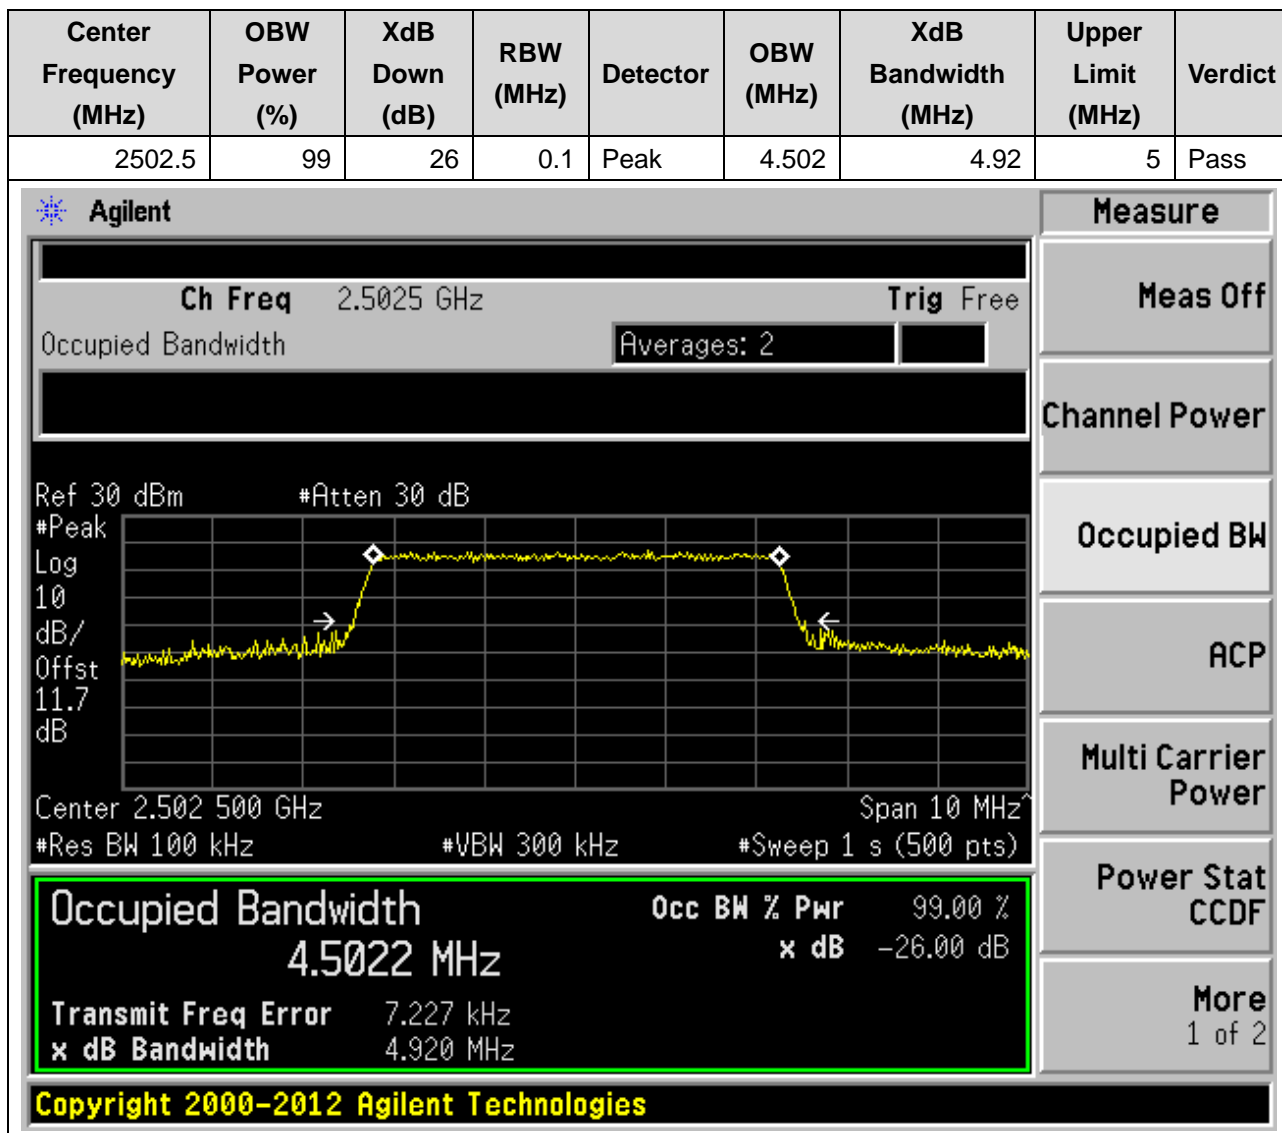 Center Frequency (MHz) OBW Power (%) XdB Down (dB) RBW (MHz) Detector OBW (MHz) XdB Bandwidth (MHz) Upper Limit (MHz) Verdict
2502.5 99 26 0.1 Peak 4.502 4.92 5 Pass
Agilent
Measure
Ch Freq 2.5025 GHz Trig Free
Meas Off
Occupied Bandwidth Averages: 2
Channel Power
Ref 30 dBm #Atten 30 dB
#Peak
Log
10
dB/
Offst
11.7
dB
Occupied BW
ACP
Multi Carrier
Power
Center 2.502 500 GHz Span 10 MHz^
#Res BW 100 kHz #VBW 300 kHz #Sweep 1 s (500 pts)
Power Stat
CCDF
Occupied Bandwidth Occ BW % Pwr 99.00 %
4.5022 MHz x dB -26.00 dB
More
1 of 2
Transmit Freq Error 7.227 kHz
x dB Bandwidth 4.920 MHz
Copyright 2000-2012 Agilent Technologies